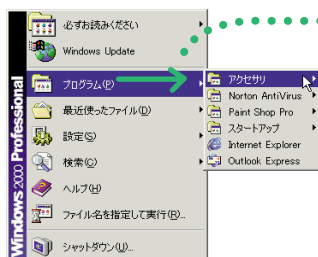 必ずお読みください
Windows Update
プログラム(P)
最近使ったファイル(D)
設定(S)
検索(C)
ヘルプ(H)
ファイル名を指定して実行(R)...
シャットダウン(U)...
Windows 2000 Professional
アクセサリ
Norton AntiVirus
Paint Shop Pro
スタートアップ
Internet Explorer
Outlook Express